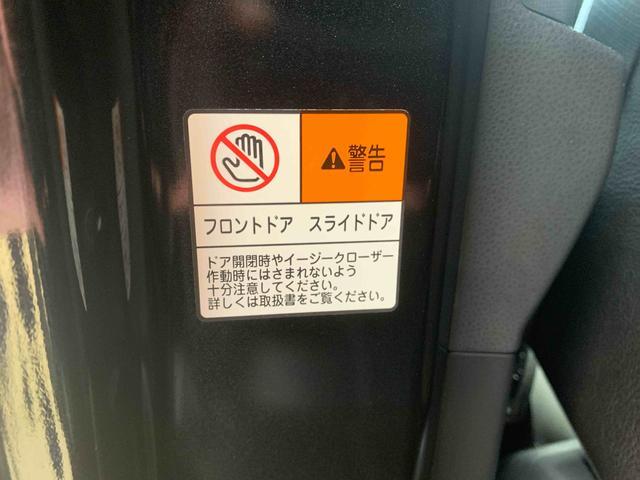 警告
フロントドア スライドドア
ドア開閉時やイージークローザー
作動時にはさまれないよう
十分注意してください。
詳しくは取扱書をご覧ください。